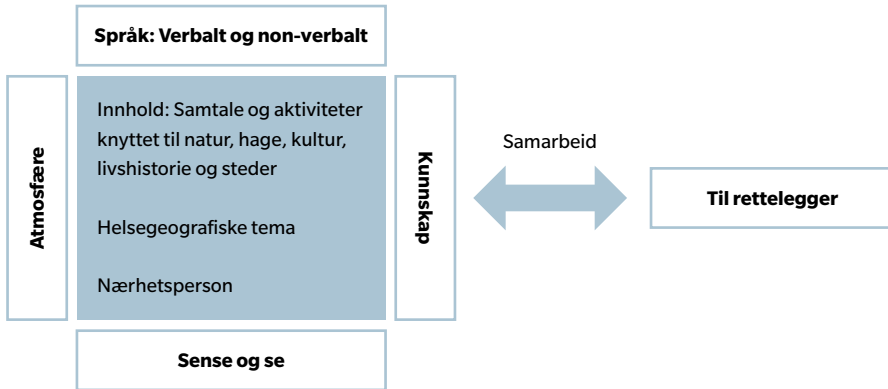 Språk: Verbalt og non-verbalt
Atmosfære
Innhold: Samtale og aktiviteter
knyttet til natur, hage, kultur,
livshistorie og steder
Helsegeografiske tema
Nærhetsperson
Kunnskap
Samarbeid
Til rettelegger
Sense og se